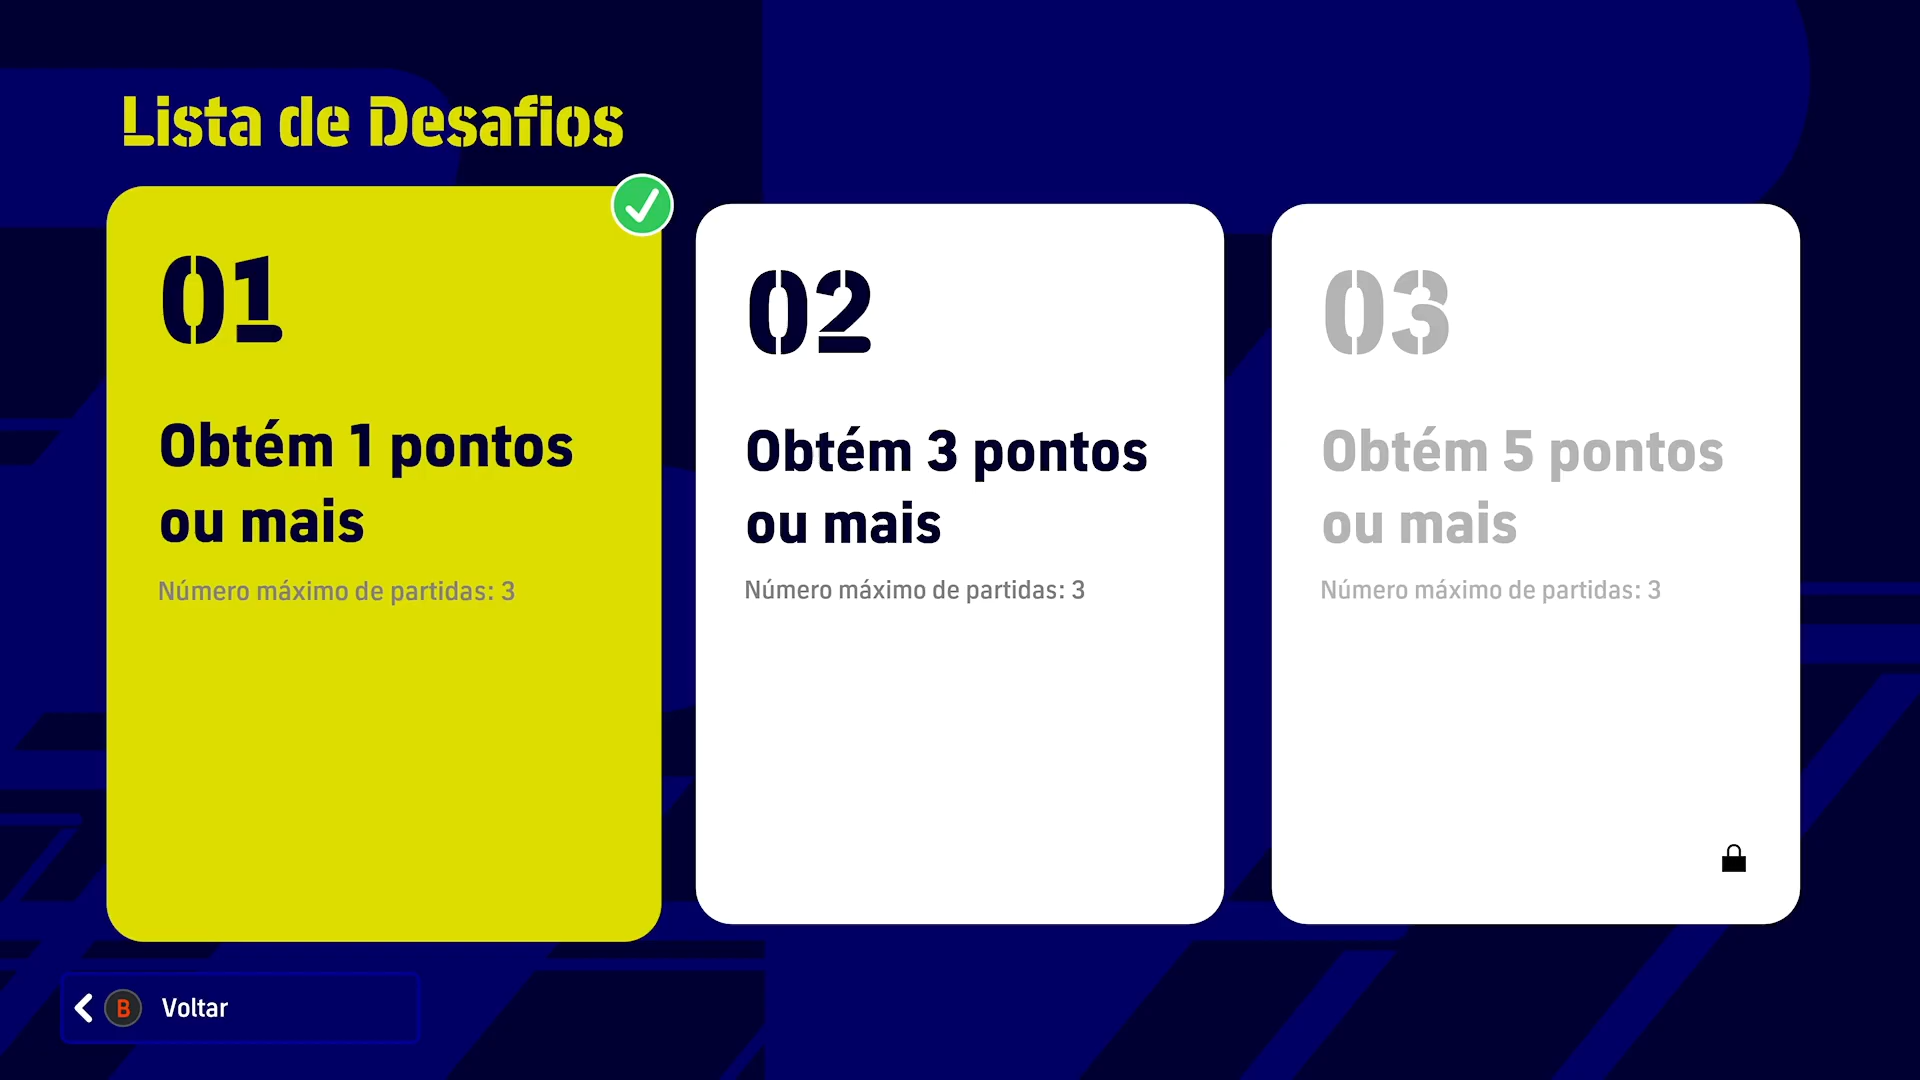 Lista de Desafios
01
Obtém 1 pontos
ou mais
Número máximo de partidas: 3
02
Obtém 3 pontos
ou mais
Número máximo de partidas: 3
03
Obtém 5 pontos
ou mais
Número máximo de partidas: 3
B Voltar